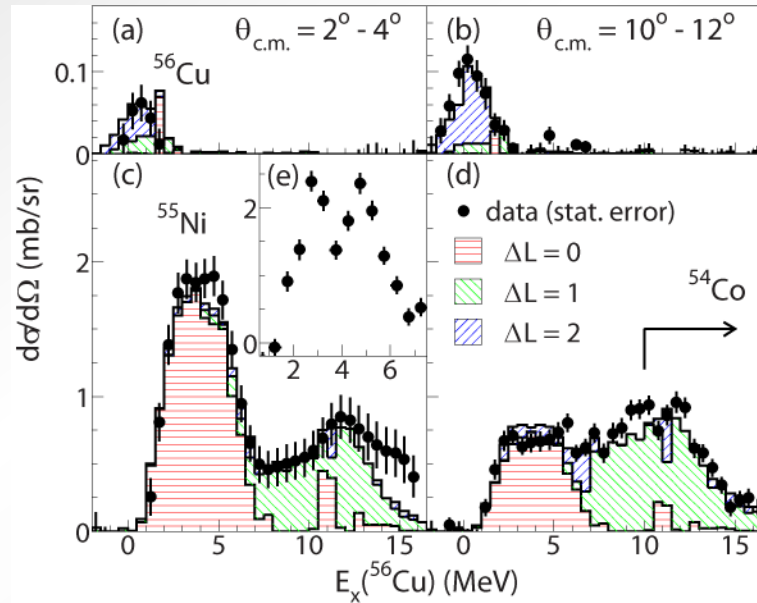 (a) θc.m. = 2° - 4°
(b) θc.m. = 10° - 12°
⁵⁶Cu
0.1
0
(c)
(e)
(d)
⁵⁵Ni
data (stat. error)
ΔL = 0
ΔL = 1
ΔL = 2
⁵⁴Co
2
1
0
2
0
2 4 6
dσ/dΩ (mb/sr)
0 5 10 15 0 5 10 15
Eₓ(⁵⁶Cu) (MeV)